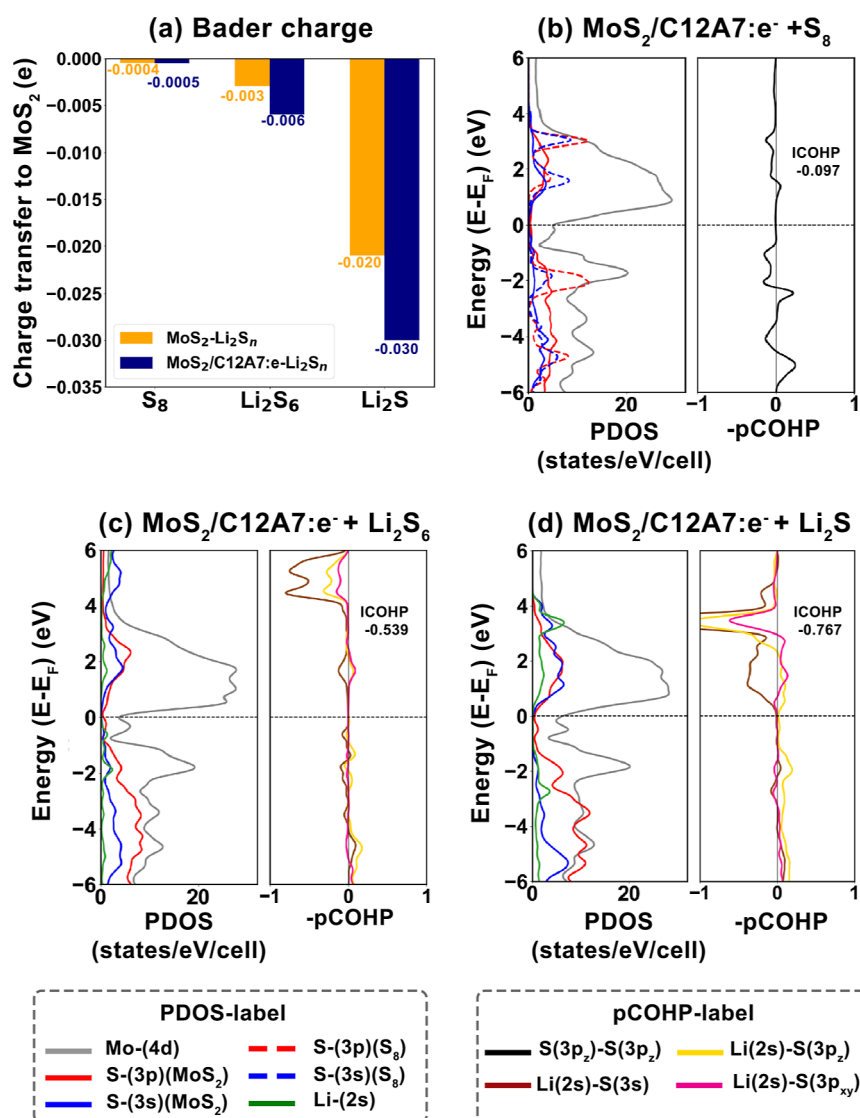 (a) Bader charge
Charge transfer to MoS₂ (e)
0.000
−0.005
−0.010
−0.015
−0.020
−0.025
−0.030
−0.035
-0.0004
-0.0005
-0.003
-0.006
-0.020
-0.030
MoS₂-Li₂Sₙ
MoS₂/C12A7:e-Li₂Sₙ
S₈ Li₂S₆ Li₂S
(b) MoS₂/C12A7:e⁻ +S₈
Energy (E-E_F) (eV)
6
4
2
0
−2
−4
−6
ICOHP
-0.097
0 20
−1 0 1
PDOS
(states/eV/cell)
-pCOHP
(c) MoS₂/C12A7:e⁻ + Li₂S₆
Energy (E-E_F) (eV)
6
4
2
0
−2
−4
−6
ICOHP
-0.539
0 20
−1 0 1
PDOS
(states/eV/cell)
-pCOHP
(d) MoS₂/C12A7:e⁻ + Li₂S
Energy (E-E_F) (eV)
6
4
2
0
−2
−4
−6
ICOHP
-0.767
0 20
−1 0 1
PDOS
(states/eV/cell)
-pCOHP
PDOS-label
Mo-(4d)
S-(3p)(MoS₂)
S-(3s)(MoS₂)
S-(3p)(S₈)
S-(3s)(S₈)
Li-(2s)
pCOHP-label
S(3p_z)-S(3p_z)
Li(2s)-S(3s)
Li(2s)-S(3p_z)
Li(2s)-S(3p_xy)